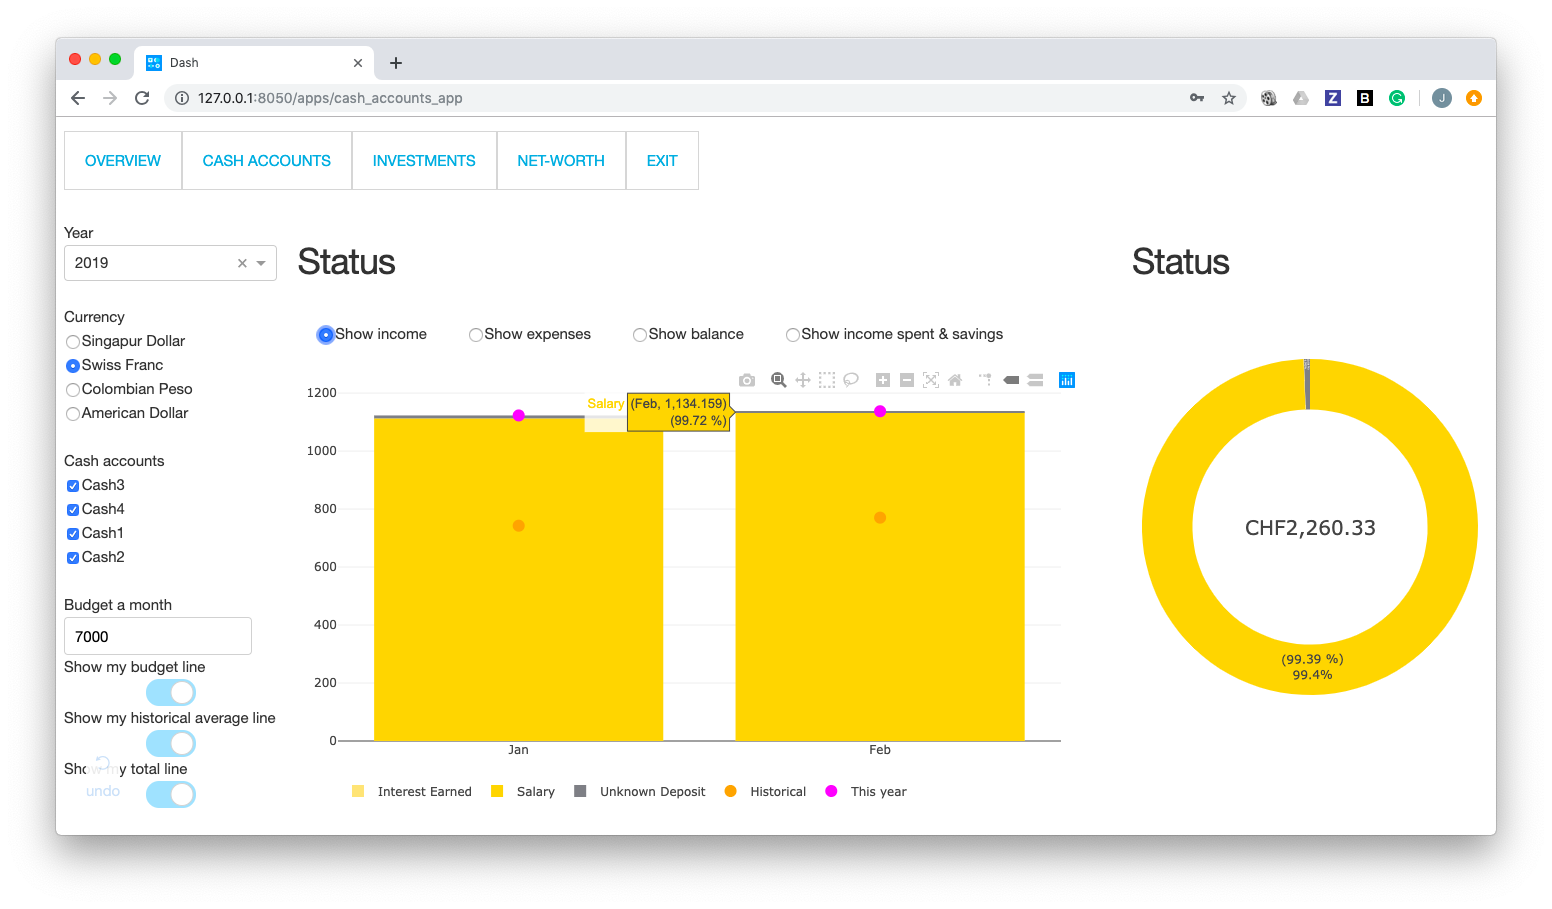 Dash
127.0.0.1:8050/apps/cash_accounts_app
Z
B
J
OVERVIEW
CASH ACCOUNTS
INVESTMENTS
NET-WORTH
EXIT
Year
2019
Currency
Singapur Dollar
Swiss Franc
Colombian Peso
American Dollar
Cash accounts
Cash3
Cash4
Cash1
Cash2
Budget a month
7000
Show my budget line
Show my historical average line
Show my total line
undo
Status
Show income
Show expenses
Show balance
Show income spent & savings
1200
1000
800
600
400
200
0
Salary
(Feb, 1,134.159)
(99.72 %)
Jan
Feb
Interest Earned
Salary
Unknown Deposit
Historical
This year
Status
CHF2,260.33
(99.39 %)
99.4%